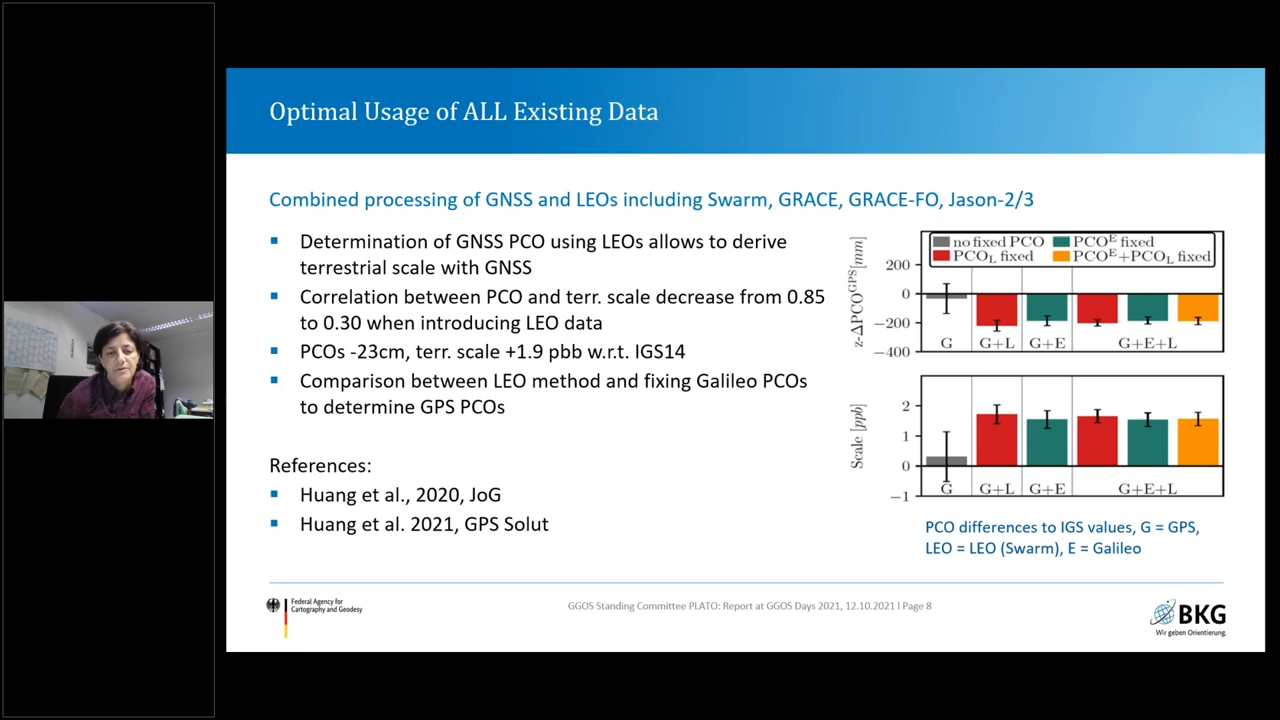 Optimal Usage of ALL Existing Data
Combined processing of GNSS and LEOs including Swarm, GRACE, GRACE-FO, Jason-2/3
▪ Determination of GNSS PCO using LEOs allows to derive
terrestrial scale with GNSS
▪ Correlation between PCO and terr. scale decrease from 0.85
to 0.30 when introducing LEO data
▪ PCOs -23cm, terr. scale +1.9 pbb w.r.t. IGS14
▪ Comparison between LEO method and fixing Galileo PCOs
to determine GPS PCOs
References:
▪ Huang et al., 2020, JoG
▪ Huang et al. 2021, GPS Solut
z-ΔPCO^GPS [mm]
no fixed PCO PCO^E fixed
PCO_L fixed PCO^E+PCO_L fixed
200
0
−200
−400
G G+L G+E G+E+L
Scale [ppb]
2
1
0
−1
G G+L G+E G+E+L
PCO differences to IGS values, G = GPS,
LEO = LEO (Swarm), E = Galileo
Federal Agency for
Cartography and Geodesy
GGOS Standing Committee PLATO: Report at GGOS Days 2021, 12.10.2021 I Page 8
BKG
Wir geben Orientierung.